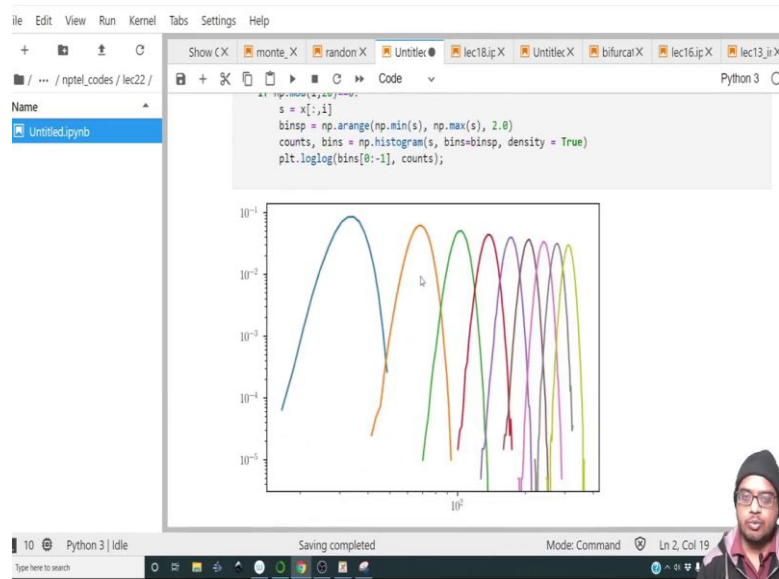 ile Edit View Run Kernel Tabs Settings Help
Show C X monte_ X random X Untitled lec18.ip X Untitled X bifurcat X lec16.ip X lec13_i X
/ ··· / nptel_codes / lec22 /
Code
Python 3
Name
Untitled.ipynb
s = x[:,i]
binsp = np.arange(np.min(s), np.max(s), 2.0)
counts, bins = np.histogram(s, bins=binsp, density = True)
plt.loglog(bins[0:-1], counts);
10⁻¹
10⁻²
10⁻³
10⁻⁴
10⁻⁵
10²
10 Python 3 | Idle Saving completed Mode: Command Ln 2, Col 19
Type here to search